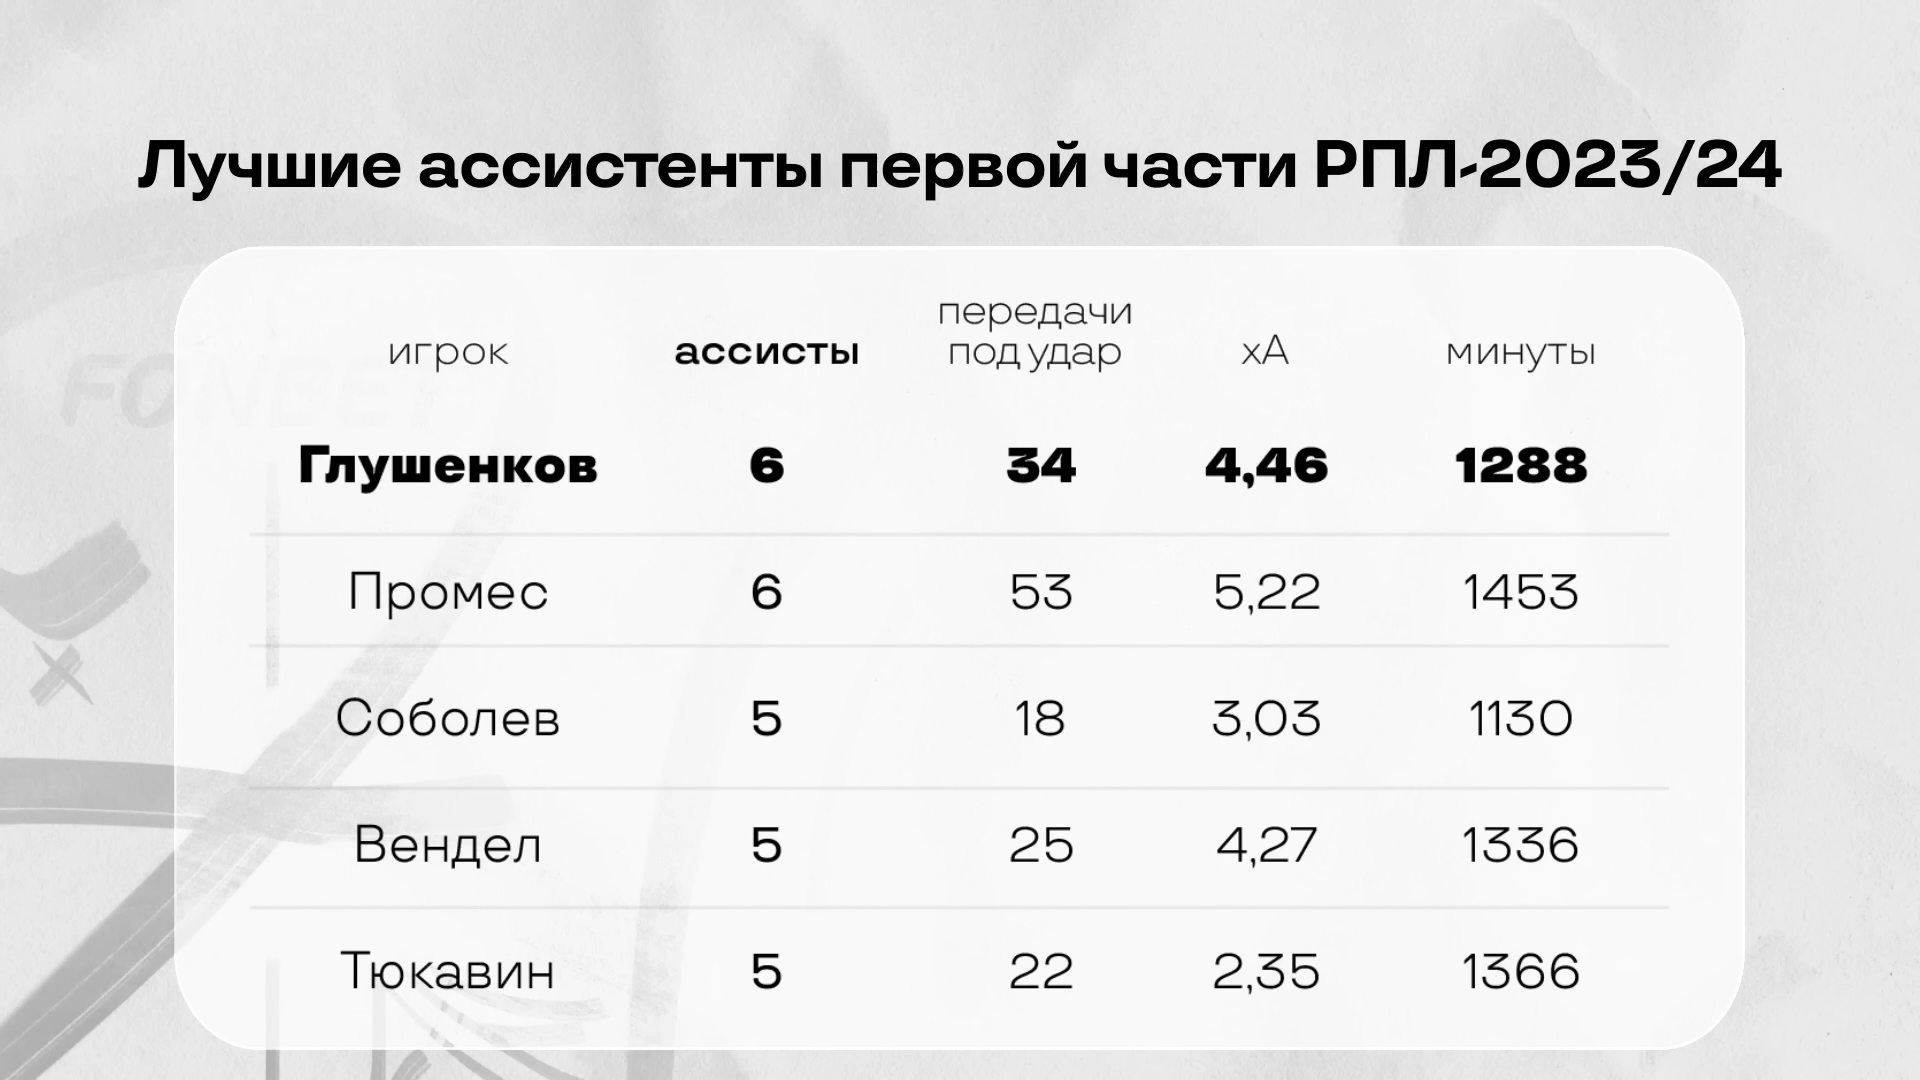 Лучшие ассистенты первой части РПЛ-2023/24
игрок ассисты передачи под удар xA минуты
Глушенков 6 34 4,46 1288
Промес 6 53 5,22 1453
Соболев 5 18 3,03 1130
Вендел 5 25 4,27 1336
Тюкавин 5 22 2,35 1366
FONBET